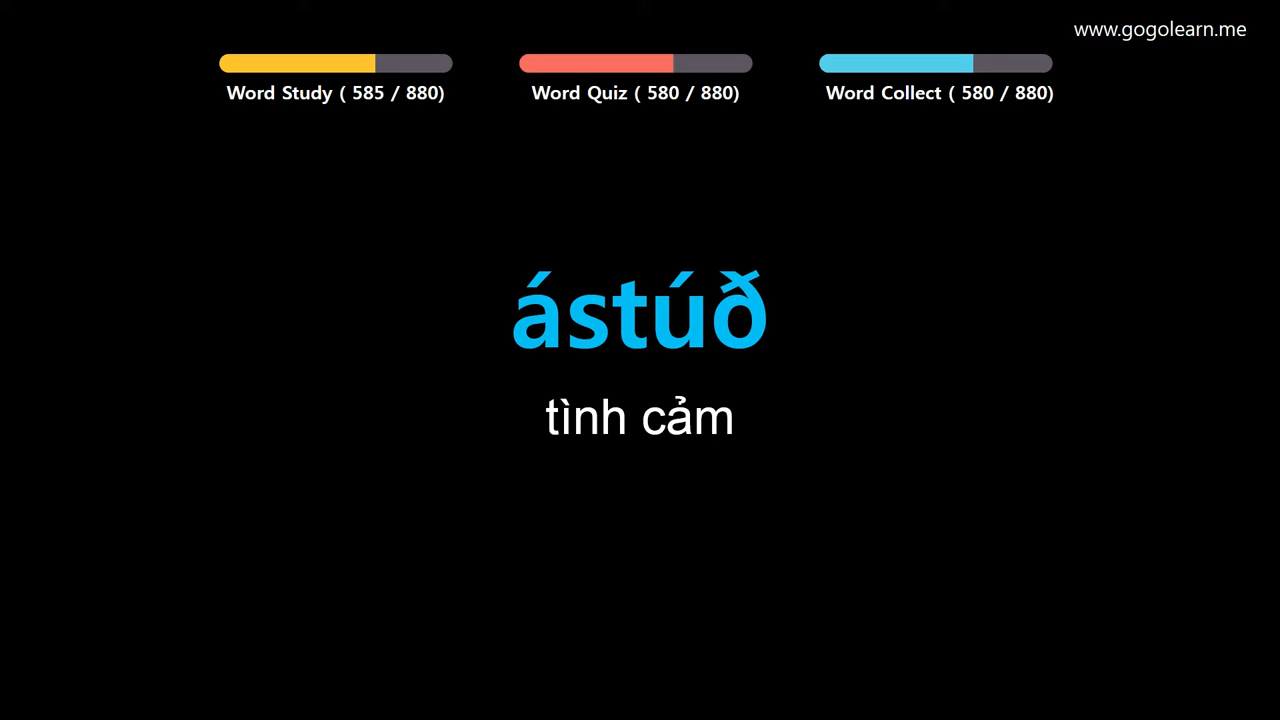 www.gogolearn.me
Word Study ( 585 / 880)
Word Quiz ( 580 / 880)
Word Collect ( 580 / 880)
ástúð
tình cảm